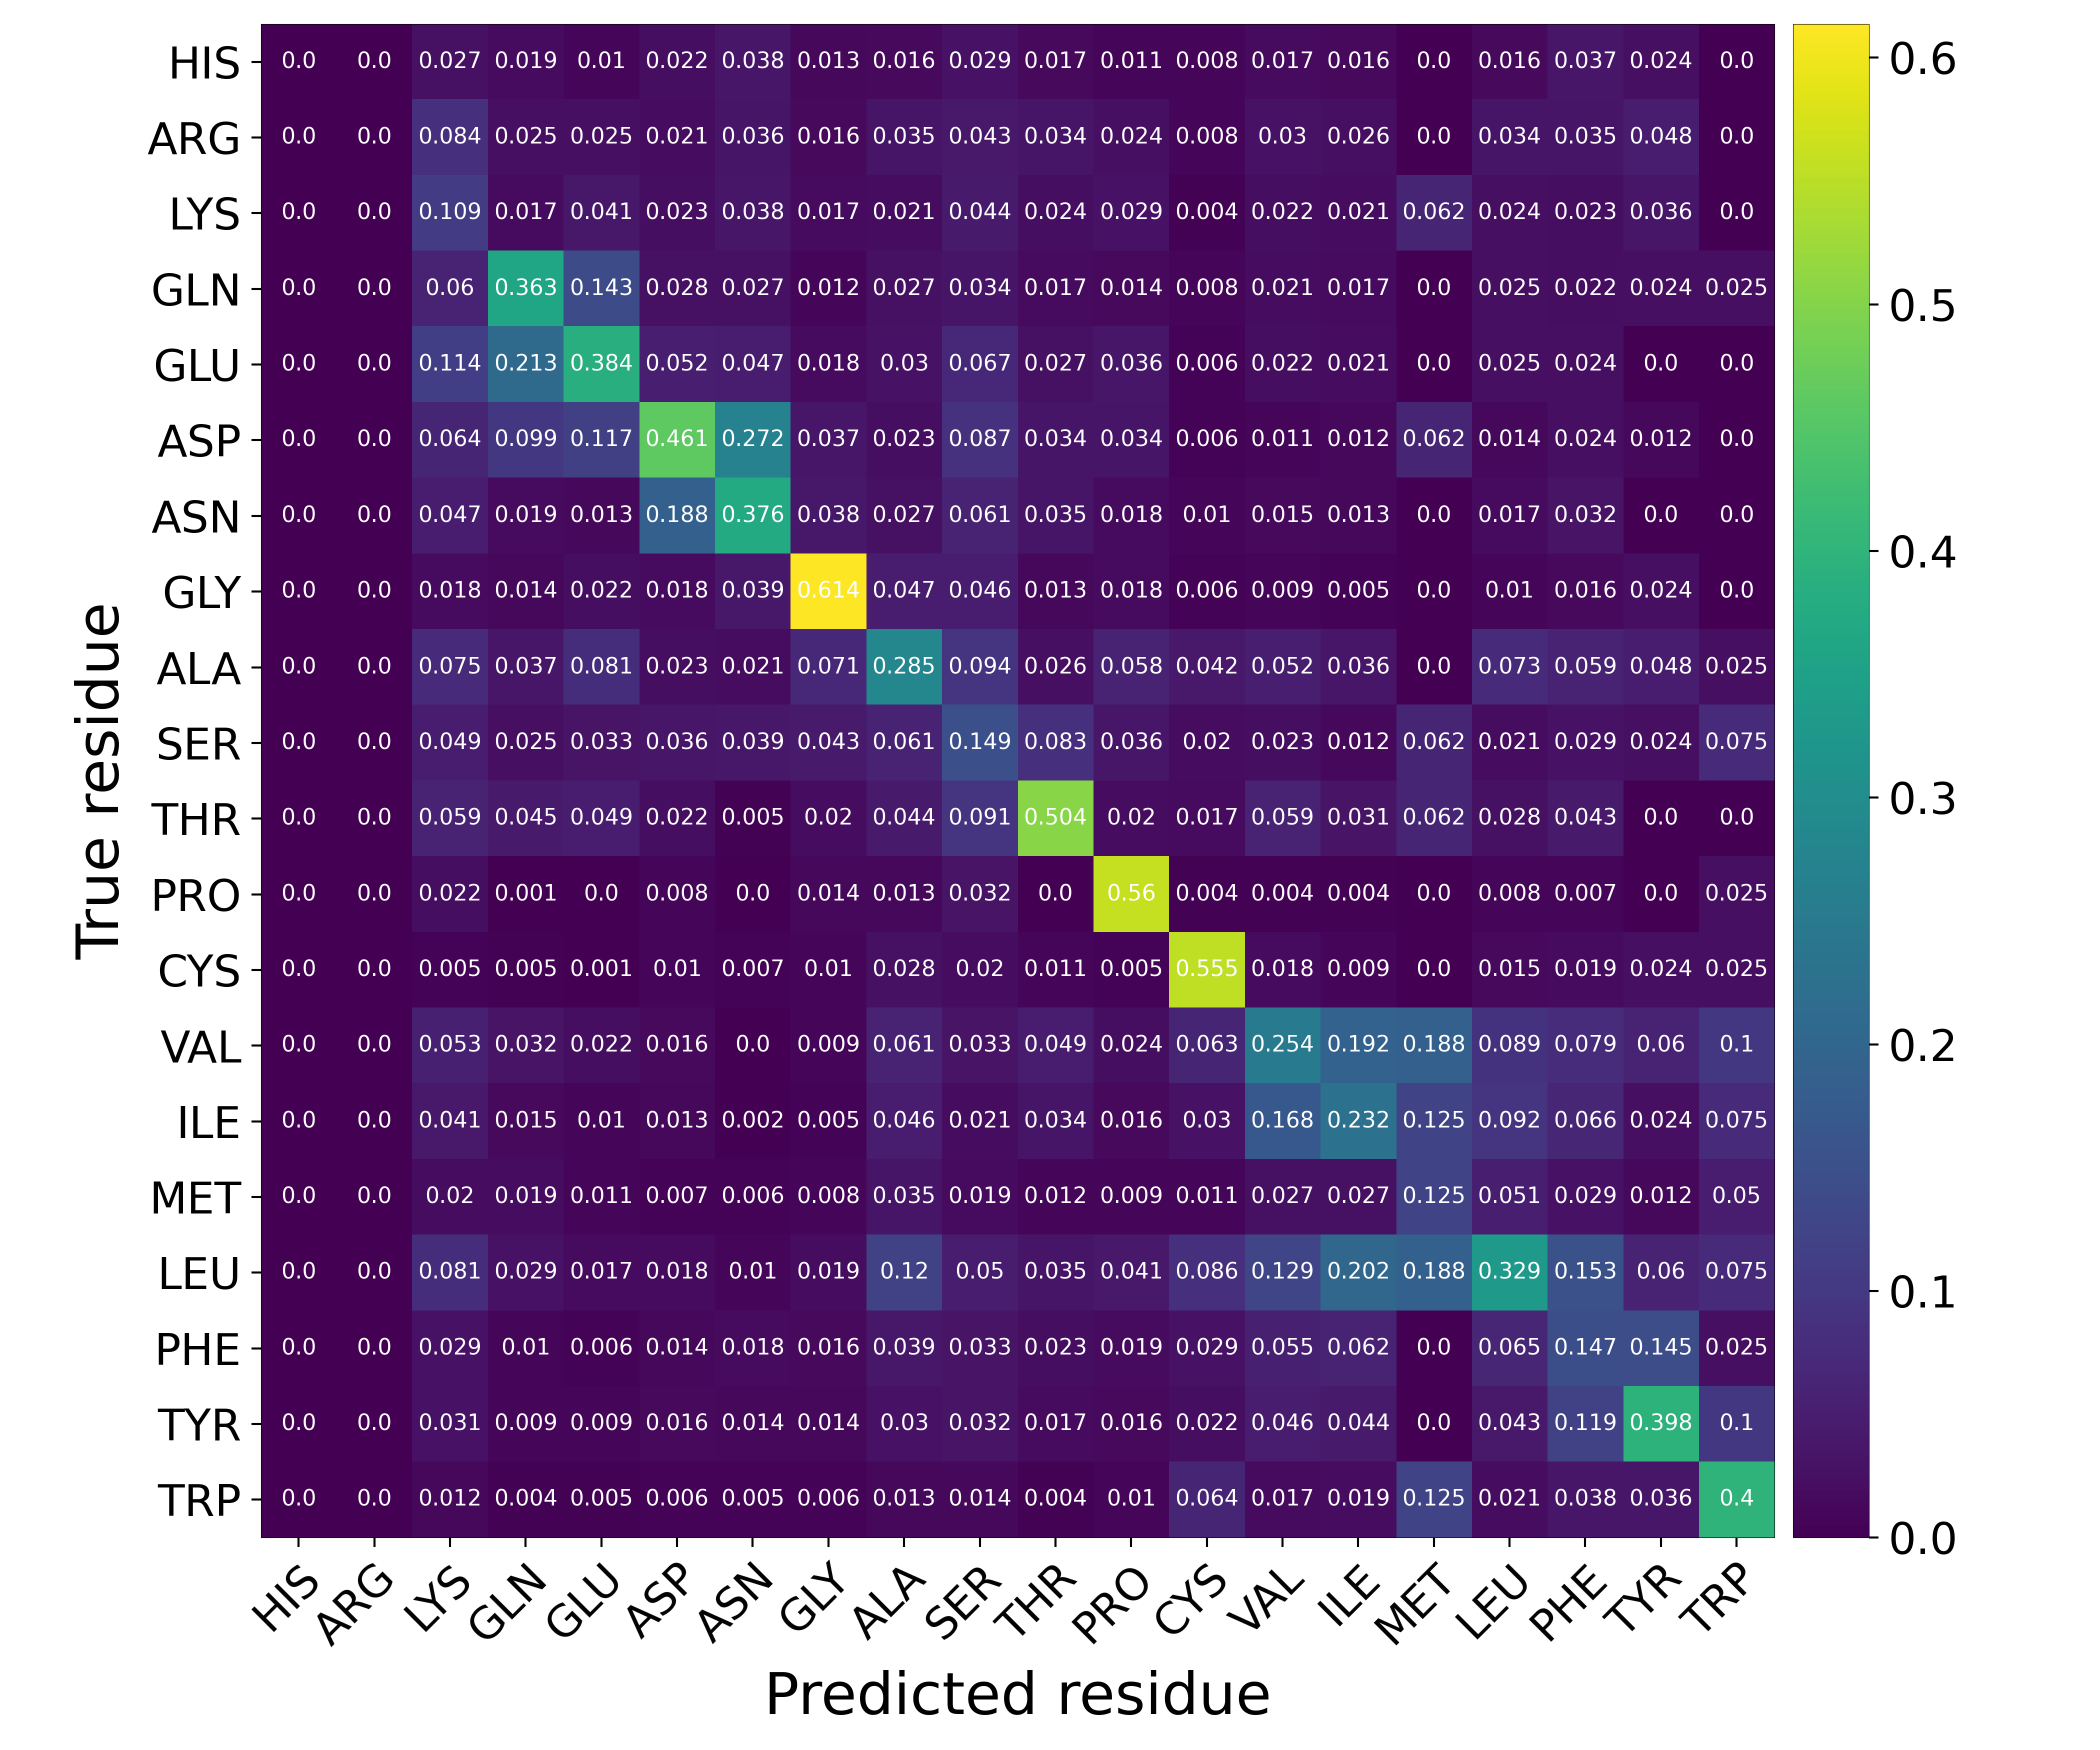 HIS 0.0 0.0 0.027 0.019 0.01 0.022 0.038 0.013 0.016 0.029 0.017 0.011 0.008 0.017 0.016 0.0 0.016 0.037 0.024 0.0
ARG 0.0 0.0 0.084 0.025 0.025 0.021 0.036 0.016 0.035 0.043 0.034 0.024 0.008 0.03 0.026 0.0 0.034 0.035 0.048 0.0
LYS 0.0 0.0 0.109 0.017 0.041 0.023 0.038 0.017 0.021 0.044 0.024 0.029 0.004 0.022 0.021 0.062 0.024 0.023 0.036 0.0
GLN 0.0 0.0 0.06 0.363 0.143 0.028 0.027 0.012 0.027 0.034 0.017 0.014 0.008 0.021 0.017 0.0 0.025 0.022 0.024 0.025
GLU 0.0 0.0 0.114 0.213 0.384 0.052 0.047 0.018 0.03 0.067 0.027 0.036 0.006 0.022 0.021 0.0 0.025 0.024 0.0 0.0
ASP 0.0 0.0 0.064 0.099 0.117 0.461 0.272 0.037 0.023 0.087 0.034 0.034 0.006 0.011 0.012 0.062 0.014 0.024 0.012 0.0
ASN 0.0 0.0 0.047 0.019 0.013 0.188 0.376 0.038 0.027 0.061 0.035 0.018 0.01 0.015 0.013 0.0 0.017 0.032 0.0 0.0
GLY 0.0 0.0 0.018 0.014 0.022 0.018 0.039 0.614 0.047 0.046 0.013 0.018 0.006 0.009 0.005 0.0 0.01 0.016 0.024 0.0
ALA 0.0 0.0 0.075 0.037 0.081 0.023 0.021 0.071 0.285 0.094 0.026 0.058 0.042 0.052 0.036 0.0 0.073 0.059 0.048 0.025
SER 0.0 0.0 0.049 0.025 0.033 0.036 0.039 0.043 0.061 0.149 0.083 0.036 0.02 0.023 0.012 0.062 0.021 0.029 0.024 0.075
THR 0.0 0.0 0.059 0.045 0.049 0.022 0.005 0.02 0.044 0.091 0.504 0.02 0.017 0.059 0.031 0.062 0.028 0.043 0.0 0.0
PRO 0.0 0.0 0.022 0.001 0.0 0.008 0.0 0.014 0.013 0.032 0.0 0.56 0.004 0.004 0.004 0.0 0.008 0.007 0.0 0.025
CYS 0.0 0.0 0.005 0.005 0.001 0.01 0.007 0.01 0.028 0.02 0.011 0.005 0.555 0.018 0.009 0.0 0.015 0.019 0.024 0.025
VAL 0.0 0.0 0.053 0.032 0.022 0.016 0.0 0.009 0.061 0.033 0.049 0.024 0.063 0.254 0.192 0.188 0.089 0.079 0.06 0.1
ILE 0.0 0.0 0.041 0.015 0.01 0.013 0.002 0.005 0.046 0.021 0.034 0.016 0.03 0.168 0.232 0.125 0.092 0.066 0.024 0.075
MET 0.0 0.0 0.02 0.019 0.011 0.007 0.006 0.008 0.035 0.019 0.012 0.009 0.011 0.027 0.027 0.125 0.051 0.029 0.012 0.05
LEU 0.0 0.0 0.081 0.029 0.017 0.018 0.01 0.019 0.12 0.05 0.035 0.041 0.086 0.129 0.202 0.188 0.329 0.153 0.06 0.075
PHE 0.0 0.0 0.029 0.01 0.006 0.014 0.018 0.016 0.039 0.033 0.023 0.019 0.029 0.055 0.062 0.0 0.065 0.147 0.145 0.025
TYR 0.0 0.0 0.031 0.009 0.009 0.016 0.014 0.014 0.03 0.032 0.017 0.016 0.022 0.046 0.044 0.0 0.043 0.119 0.398 0.1
TRP 0.0 0.0 0.012 0.004 0.005 0.006 0.005 0.006 0.013 0.014 0.004 0.01 0.064 0.017 0.019 0.125 0.021 0.038 0.036 0.4
HIS ARG LYS GLN GLU ASP ASN GLY ALA SER THR PRO CYS VAL ILE MET LEU PHE TYR TRP
Predicted residue
True residue
0.6
0.5
0.4
0.3
0.2
0.1
0.0